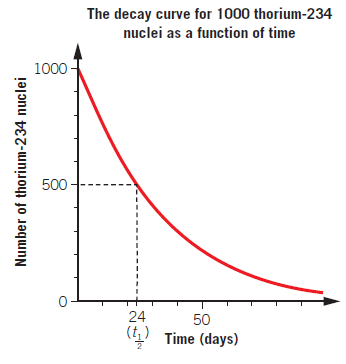 The decay curve for 1000 thorium-234
nuclei as a function of time
Number of thorium-234 nuclei
1000
500
0
24
(t½)
50
Time (days)